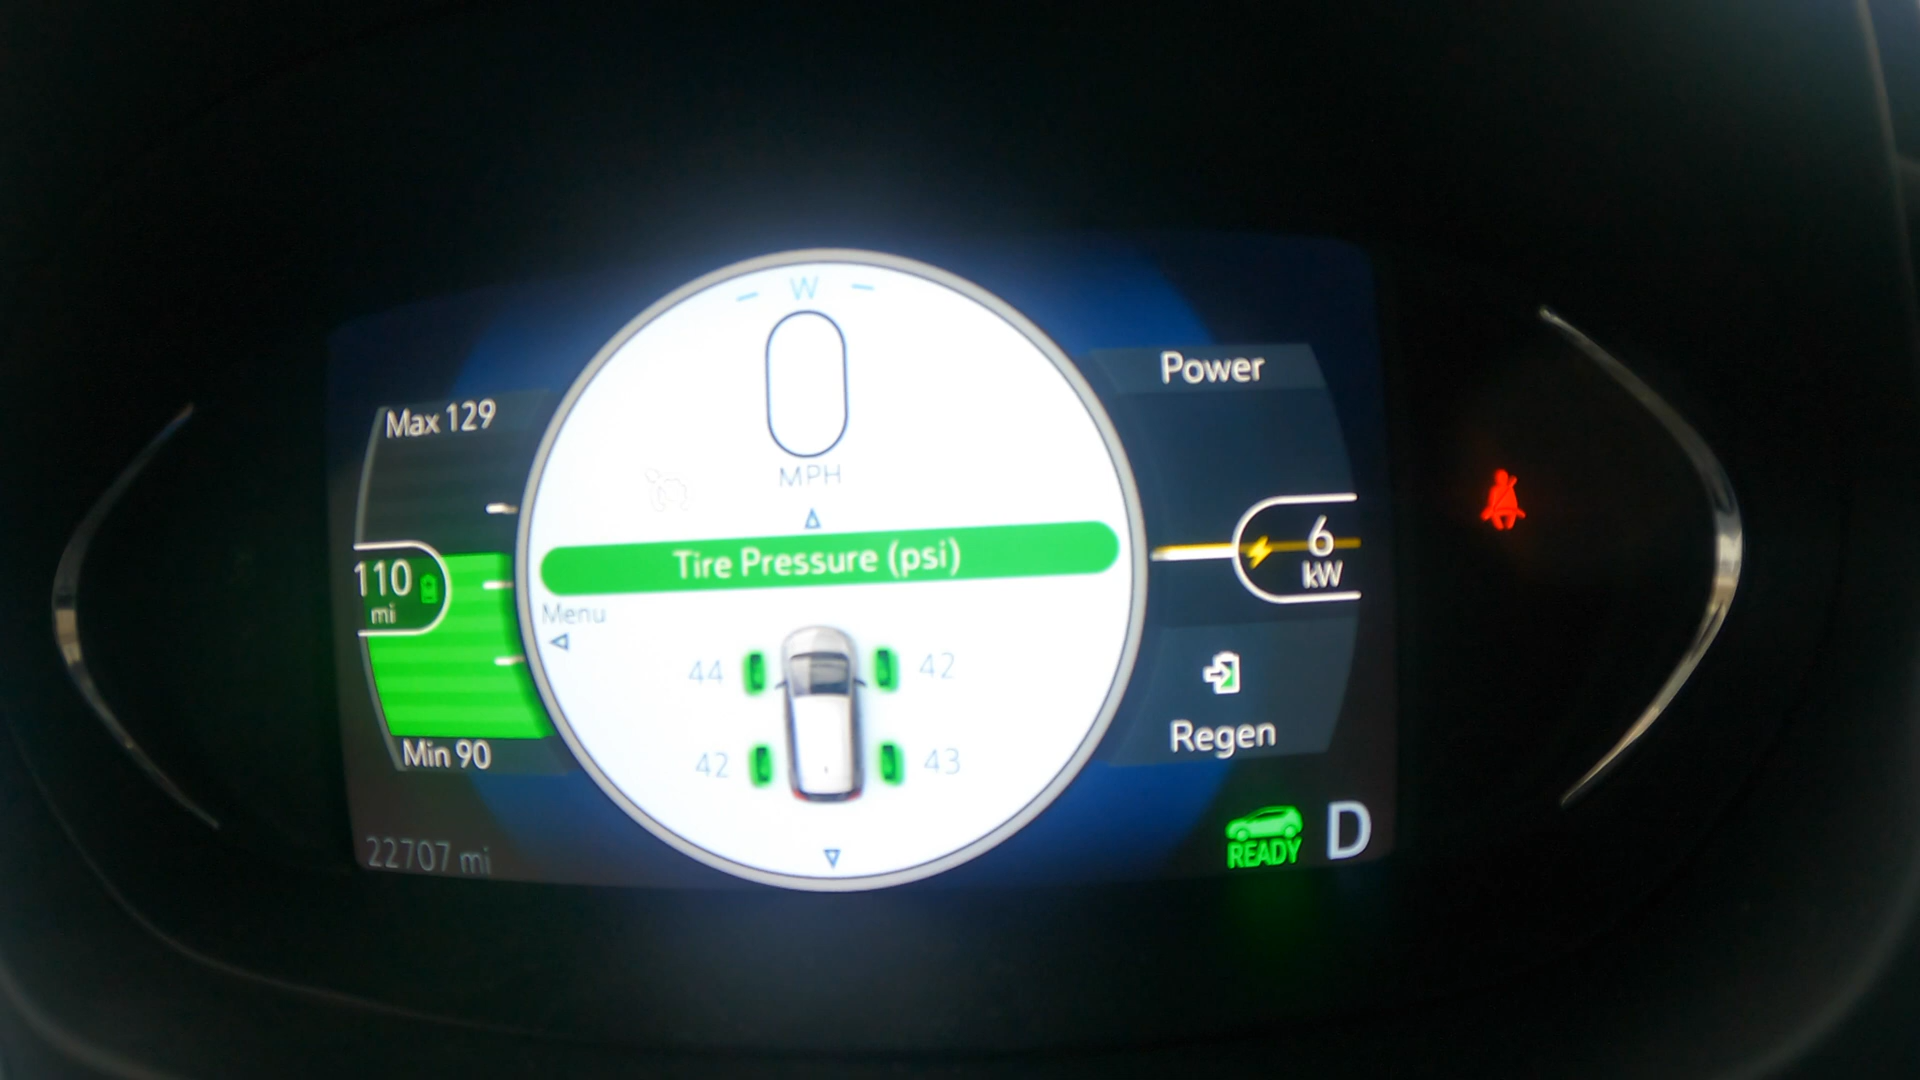 W
0
MPH
Tire Pressure (psi)
Menu
44 42
42 43
Max 129
110
mi
Min 90
22707 mi
Power
6
kW
Regen
READY
D